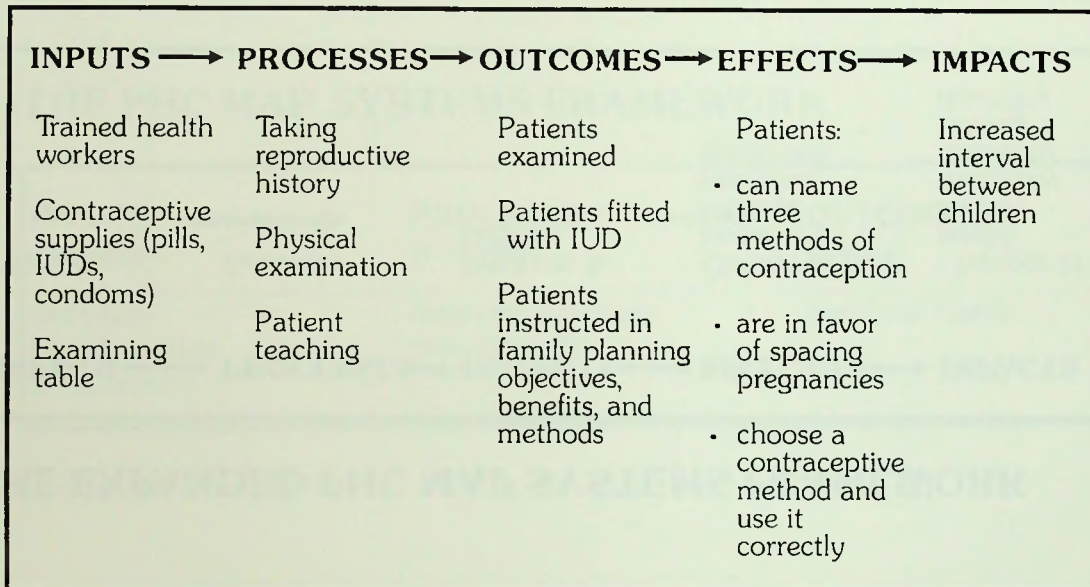 INPUTS → PROCESSES → OUTCOMES → EFFECTS → IMPACTS
Trained health
workers
Contraceptive
supplies (pills,
IUDs,
condoms)
Examining
table
Taking
reproductive
history
Physical
examination
Patient
teaching
Patients
examined
Patients fitted
with IUD
Patients
instructed in
family planning
objectives,
benefits, and
methods
Patients:
• can name
three
methods of
contraception
• are in favor
of spacing
pregnancies
• choose a
contraceptive
method and
use it
correctly
Increased
interval
between
children